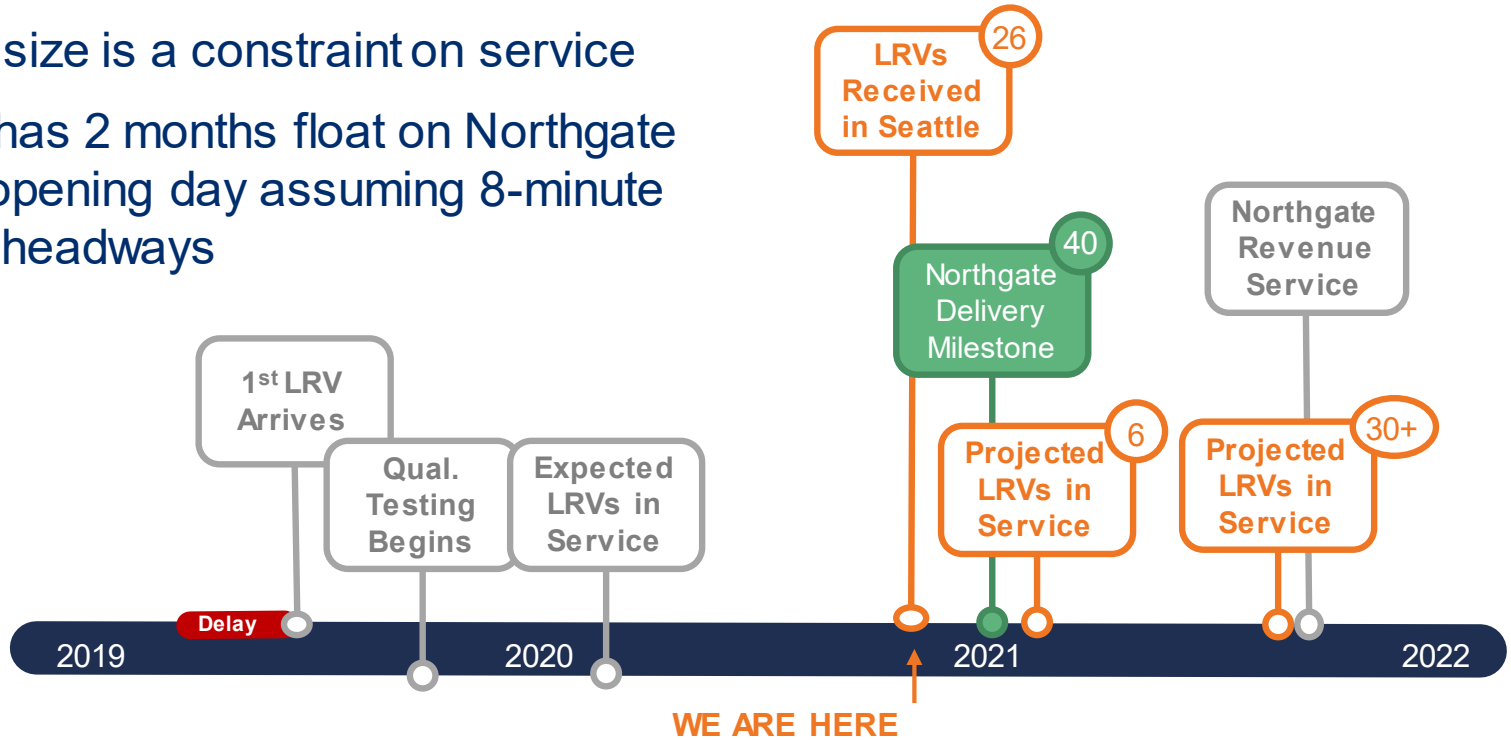 size is a constraint on service
has 2 months float on Northgate
opening day assuming 8-minute
headways
26
LRVs
Received
in Seattle
40
Northgate
Delivery
Milestone
Northgate
Revenue
Service
1st LRV
Arrives
Qual.
Testing
Begins
Expected
LRVs in
Service
6
Projected
LRVs in
Service
30+
Projected
LRVs in
Service
Delay
2019
2020
2021
2022
WE ARE HERE